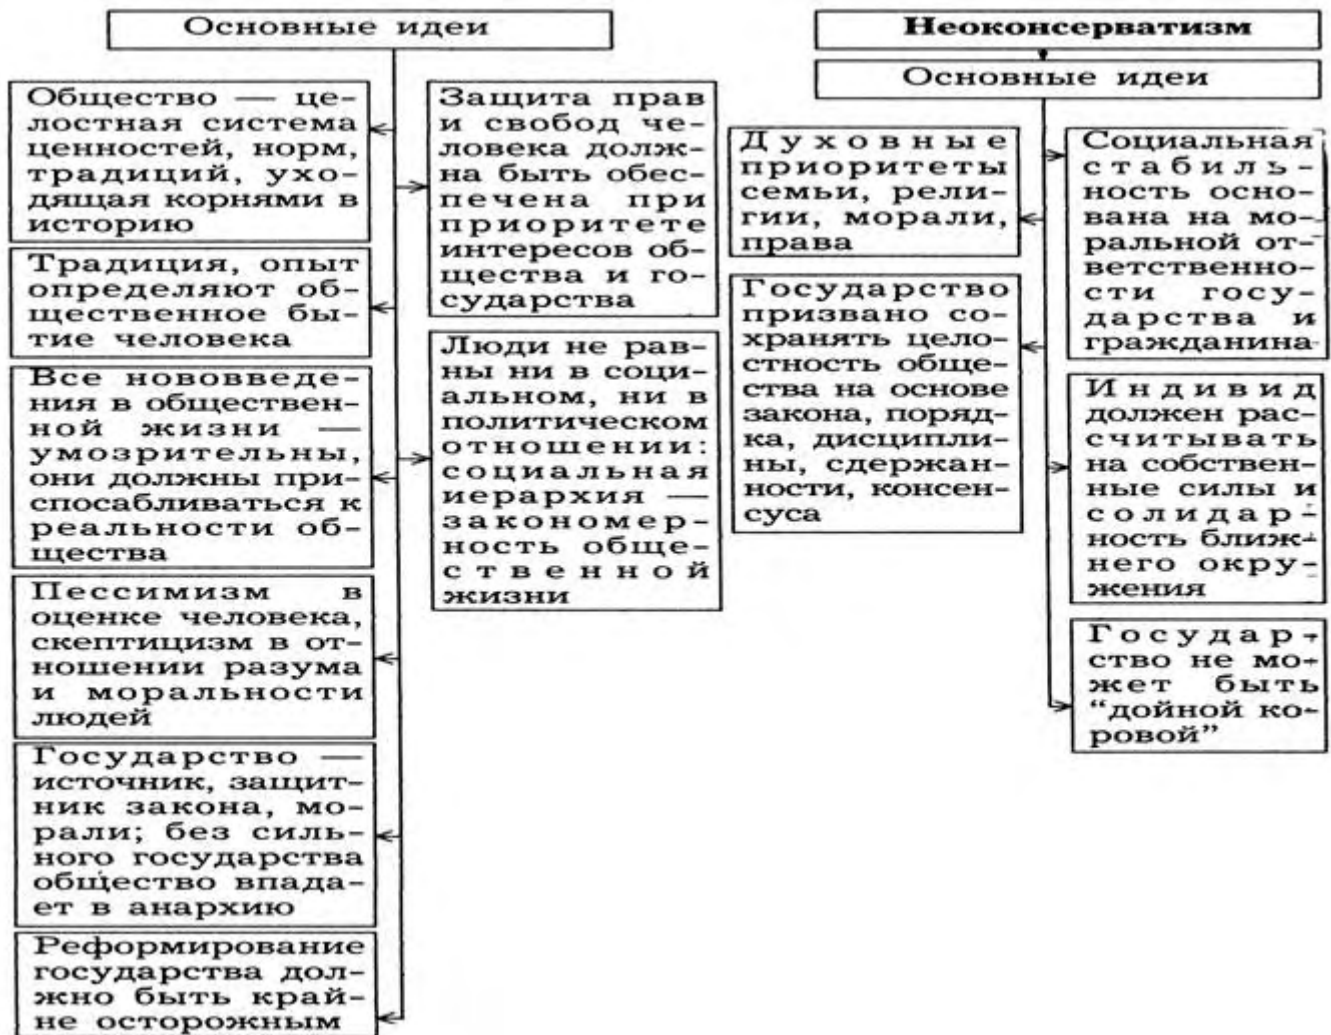 Основные идеи
Общество — це-
лостная система
ценностей, норм,
традиций, ухо-
дящая корнями в
историю
Традиция, опыт
определяют об-
щественное бы-
тие человека
Все нововведе-
ния в обществен-
ной жизни —
умозрительны,
они должны при-
спосабливаться к
реальности об-
щества
Пессимизм в
оценке человека,
скептицизм в от-
ношении разума
и моральности
людей
Государство —
источник, защит-
ник закона, мо-
рали; без силь-
ного государства
общество впада-
ет в анархию
Реформирование
государства дол-
жно быть край-
не осторожным
Защита прав
и свобод че-
ловека долж-
на быть обес-
печена при
приоритете
интересов об-
щества и го-
сударства
Люди не рав-
ны ни в соци-
альном, ни в
политическом
отношении:
социальная
иерархия —
закономер-
ность обще-
ственной
жизни
Неоконсерватизм
Основные идеи
Духовные
приоритеты
семьи, рели-
гии, морали,
права
Государство
призвано со-
хранять цело-
стность обще-
ства на основе
закона, поряд-
ка, дисципли-
ны, сдержан-
ности, консен-
суса
Социальная
стабиль-
ность осно-
вана на мо-
ральной от-
ветственно-
сти госу-
дарства и
гражданина
Индивид
должен рас-
считывать
на собствен-
ные силы и
солидар-
ность ближ-
него окру-
жения
Государ-
ство не мо-
жет быть
“дойной ко-
ровой”